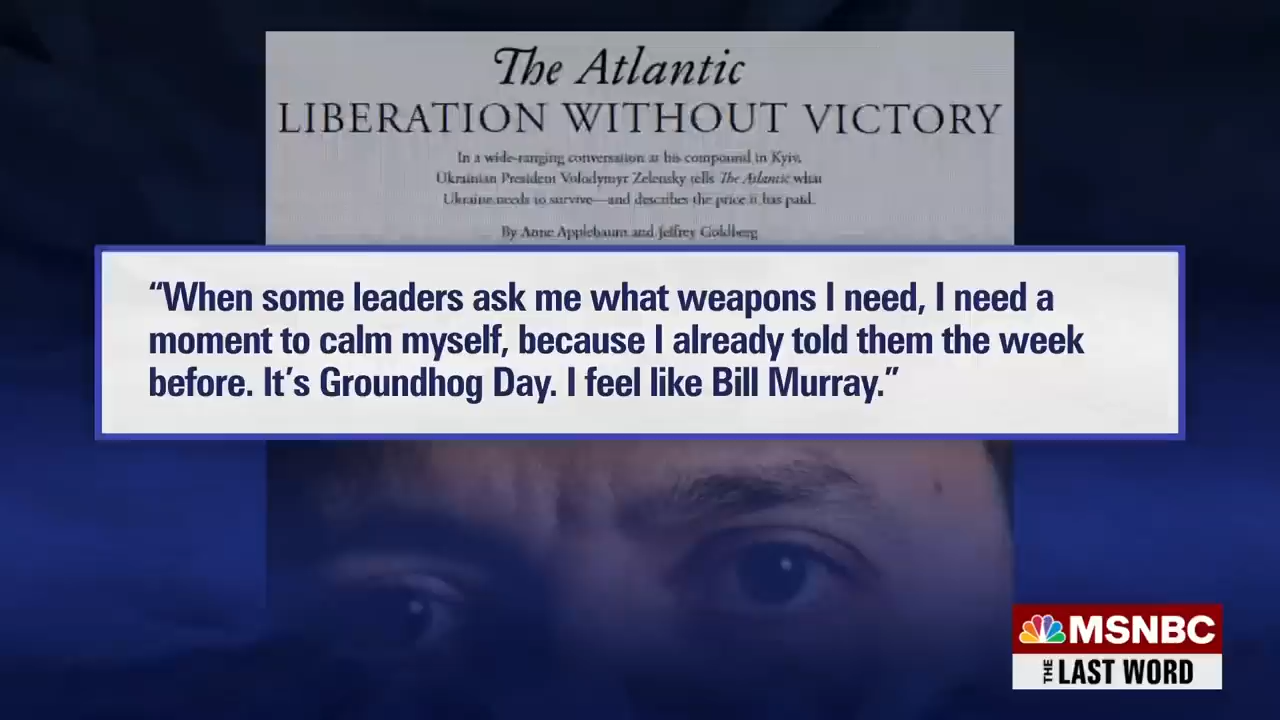 The Atlantic
LIBERATION WITHOUT VICTORY
In a wide-ranging conversation at his compound in Kyiv,
Ukrainian President Volodymyr Zelensky tells The Atlantic what
Ukraine needs to survive—and describes the price it has paid.
By Anne Applebaum and Jeffrey Goldberg
“When some leaders ask me what weapons I need, I need a
moment to calm myself, because I already told them the week
before. It’s Groundhog Day. I feel like Bill Murray.”
MSNBC
THE LAST WORD